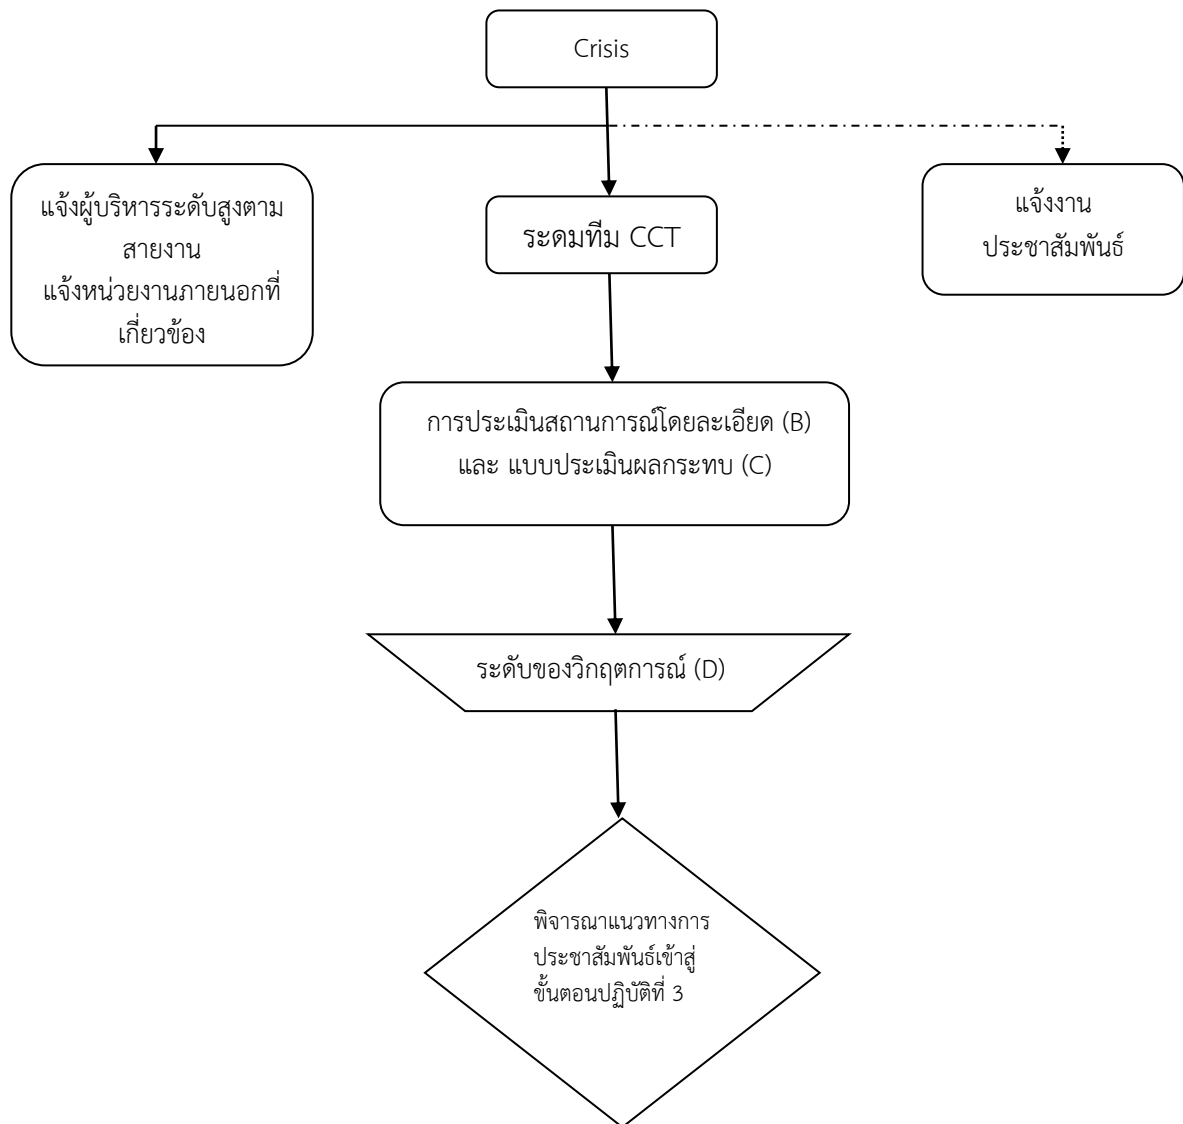 Crisis
แจ้งผู้บริหารระดับสูงตาม
สายงาน
แจ้งหน่วยงานภายนอกที่
เกี่ยวข้อง
ระดมทีม CCT
แจ้งงาน
ประชาสัมพันธ์
การประเมินสถานการณ์โดยละเอียด (B)
และ แบบประเมินผลกระทบ (C)
ระดับของวิกฤตการณ์ (D)
พิจารณาแนวทางการ
ประชาสัมพันธ์เข้าสู่
ขั้นตอนปฏิบัติที่ 3